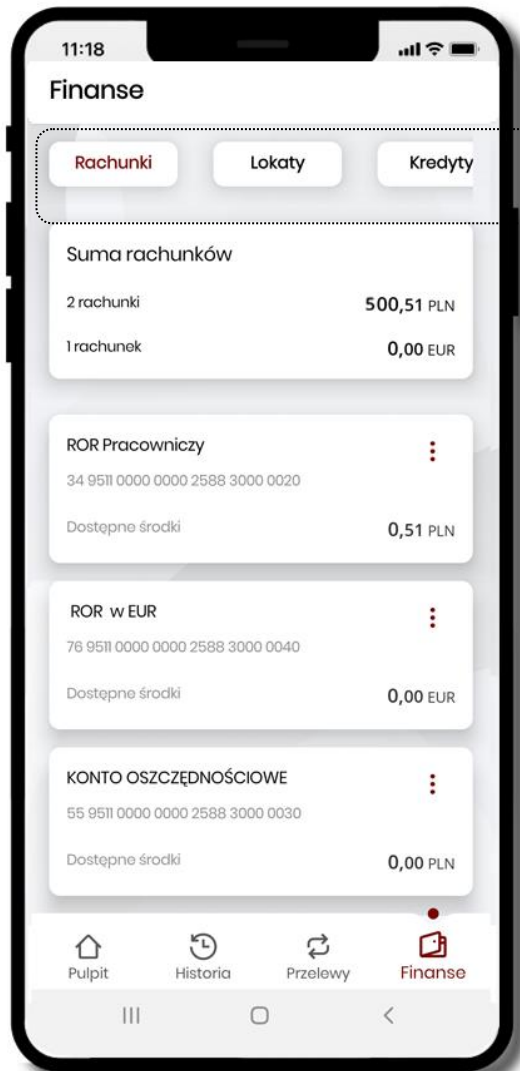 11:18
Finanse
Rachunki Lokaty Kredyty
Suma rachunków
2 rachunki 500,51 PLN
1 rachunek 0,00 EUR
ROR Pracowniczy
34 9511 0000 0000 2588 3000 0020
Dostępne środki 0,51 PLN
ROR w EUR
76 9511 0000 0000 2588 3000 0040
Dostępne środki 0,00 EUR
KONTO OSZCZĘDNOŚCIOWE
55 9511 0000 0000 2588 3000 0030
Dostępne środki 0,00 PLN
Pulpit Historia Przelewy Finanse